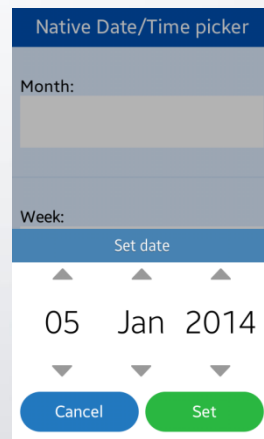 Native Date/Time picker
Month:
Week:
Set date
05 Jan 2014
Cancel Set